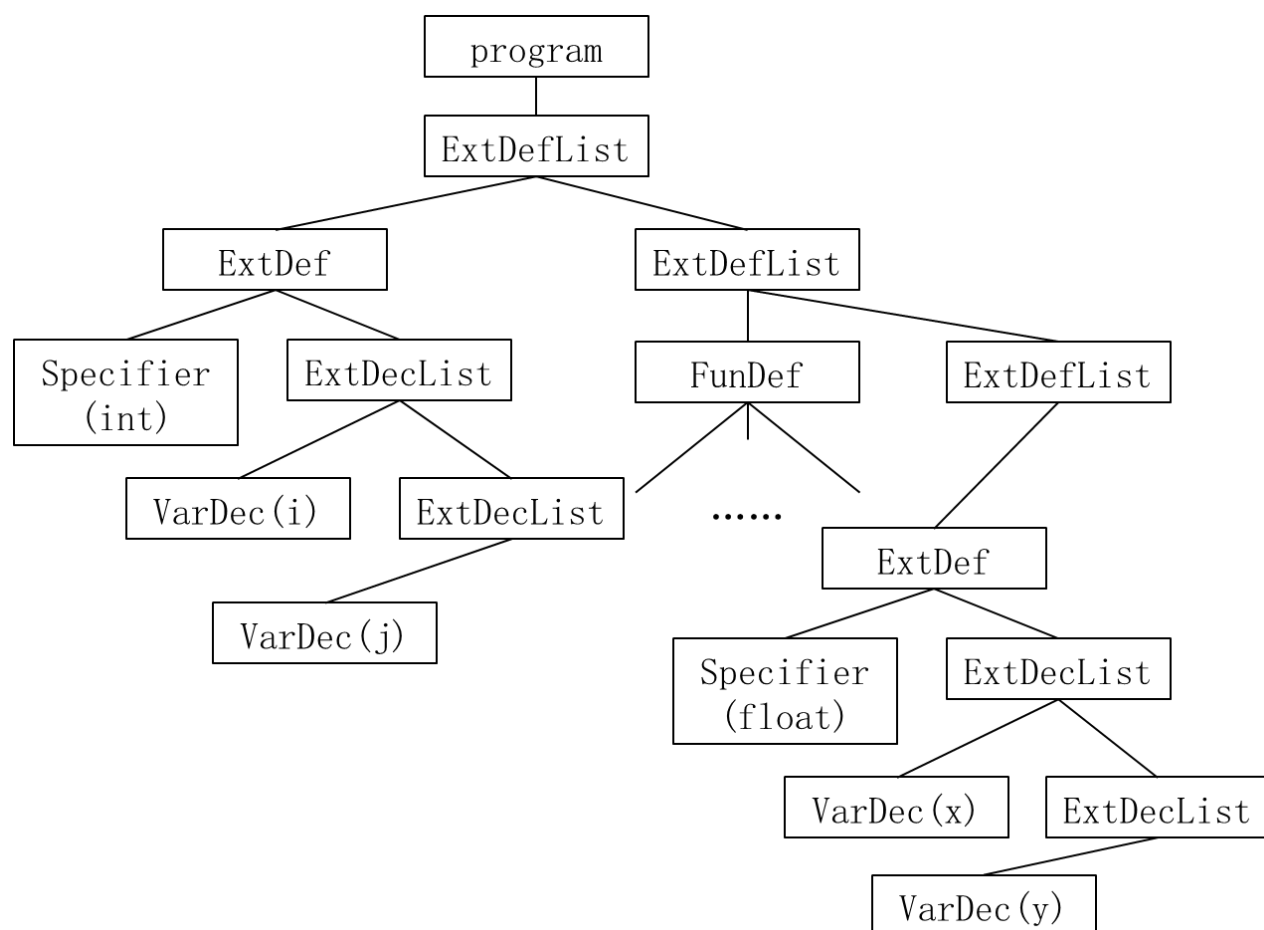 program
ExtDefList
ExtDef
ExtDefList
Specifier
(int)
ExtDecList
FunDef
ExtDefList
VarDec(i)
ExtDecList
……
ExtDef
VarDec(j)
Specifier
(float)
ExtDecList
VarDec(x)
ExtDecList
VarDec(y)